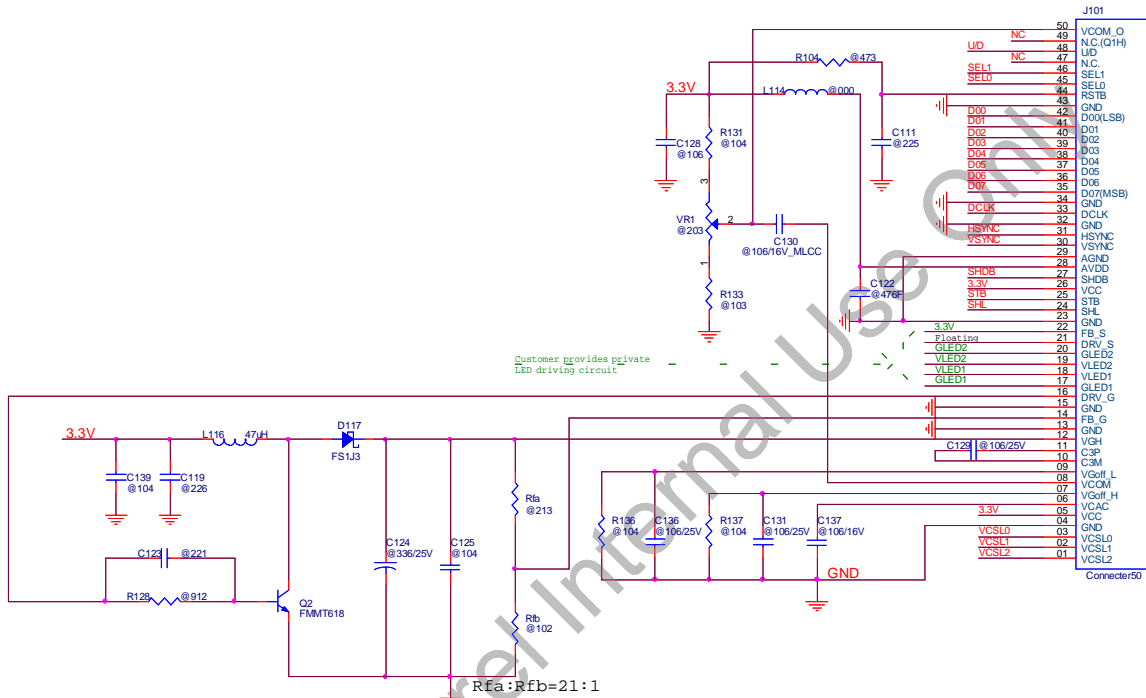 J101
50 VCOM_O
NC 49 N.C.(Q1H)
U/D 48 U/D
NC 47 N.C.
SEL1 46 SEL1
SEL0 45 SEL0
44 RSTB
43 GND
D00 42 D00(LSB)
D01 41 D01
D02 40 D02
D03 39 D03
D04 38 D04
D05 37 D05
D06 36 D06
D07 35 D07(MSB)
34 GND
DCLK 33 DCLK
32 GND
HSYNC 31 HSYNC
VSYNC 30 VSYNC
29 AGND
28 AVDD
SHDB 27 SHDB
3.3V 26 VCC
STB 25 STB
SHL 24 SHL
23 GND
3.3V 22 FB_S
Floating 21 DRV_S
GLED2 20 GLED2
VLED2 19 VLED2
VLED1 18 VLED1
GLED1 17 GLED1
16 DRV_G
15 GND
14 FB_G
13 GND
12 VGH
11 C3P
10 C3M
09 VGoff_L
08 VCOM
07 VGoff_H
06 VCAC
3.3V 05 VCC
04 GND
VCSL0 03 VCSL0
VCSL1 02 VCSL1
VCSL2 01 VCSL2
Connecter50
R104 @473
3.3V
L114 @000
C128
@106
R131
@104
C111
@225
3
VR1
@203
2
1
C130
@106/16V_MLCC
R133
@103
C122
@476F
Customer provides private
LED driving circuit
C129 @106/25V
3.3V
L116 47uH
D117
FS1J3
C139
@104
C119
@226
Rfa
@213
C124
@336/25V
C125
@104
R136
@104
C136
@106/25V
R137
@104
C131
@106/25V
C137
@106/16V
GND
C123 @221
R128 @912
Q2
FMMT618
Rfb
@102
Rfa:Rfb=21:1
rel Internal Use Only